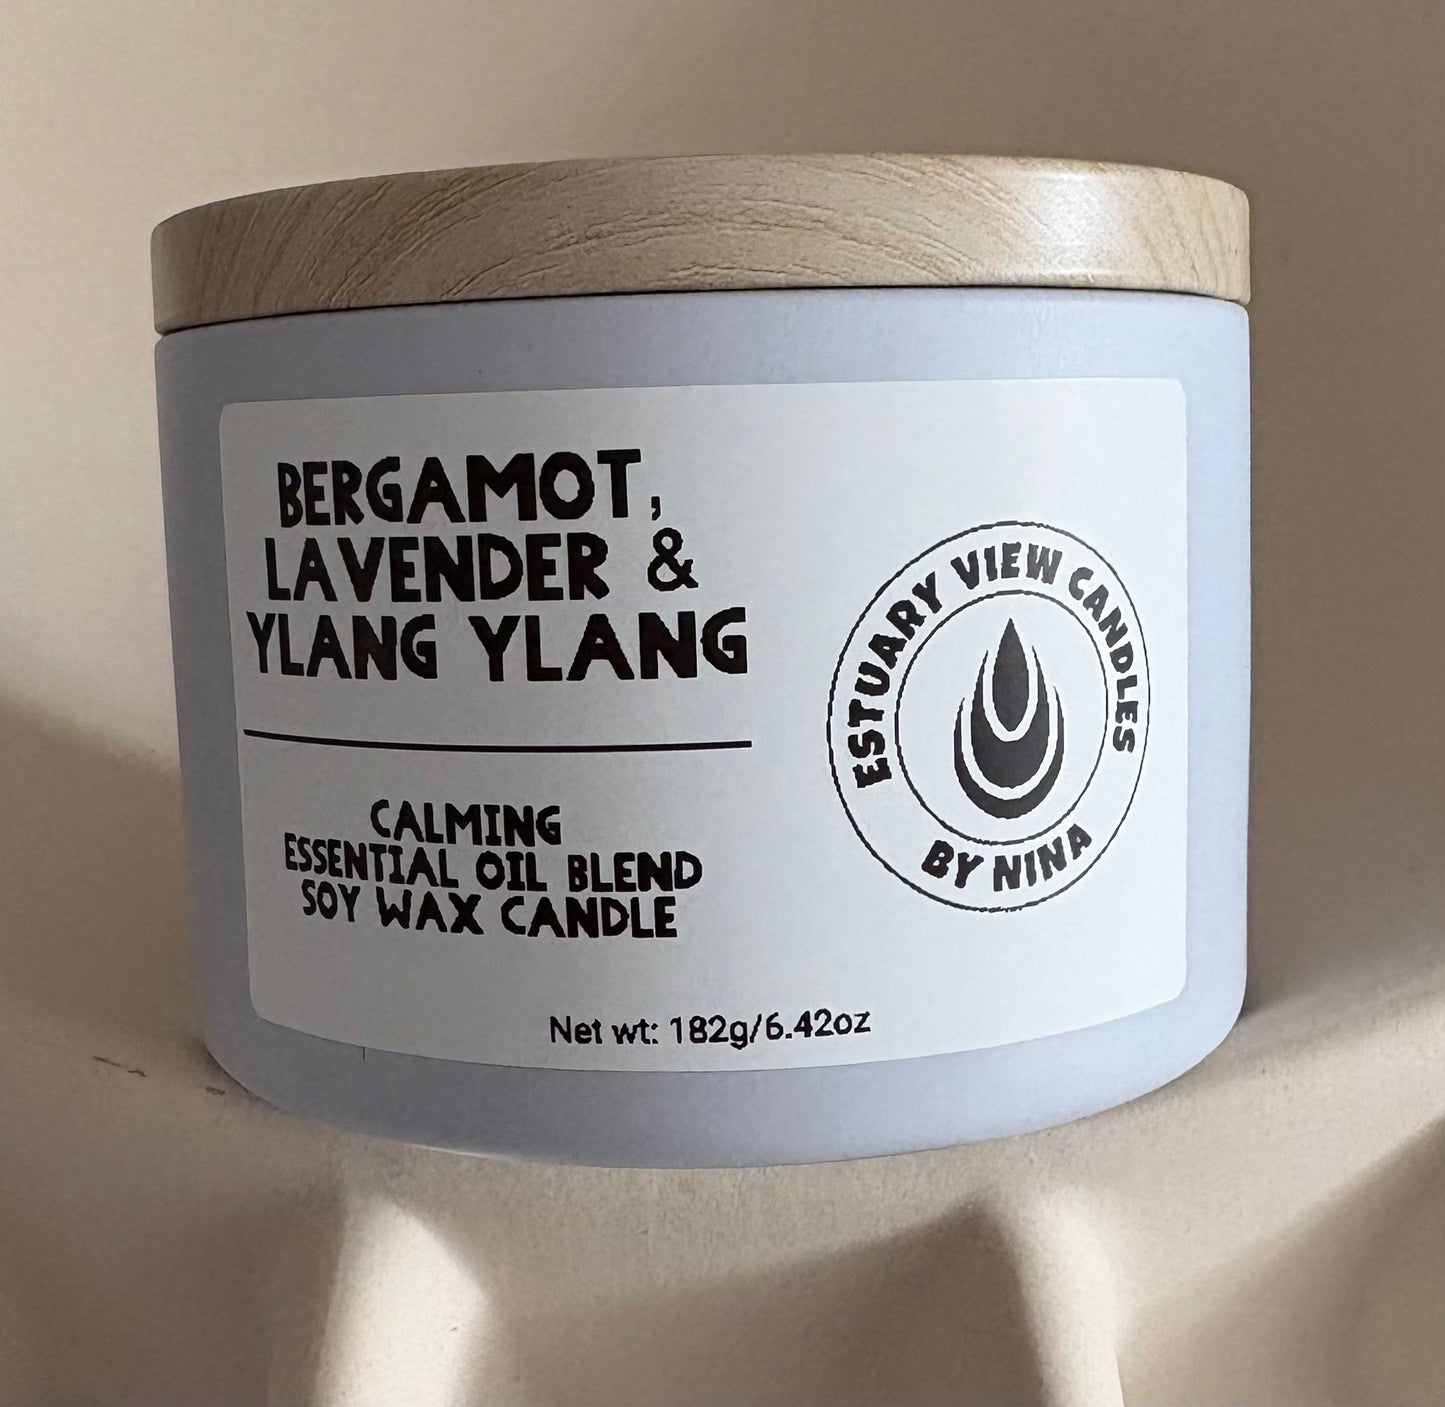 BERGAMOT,
LAVENDER &
YLANG YLANG
CALMING
ESSENTIAL OIL BLEND
SOY WAX CANDLE
Net wt: 182g/6.42oz
ESTUARY VIEW CANDLES
BY NINA